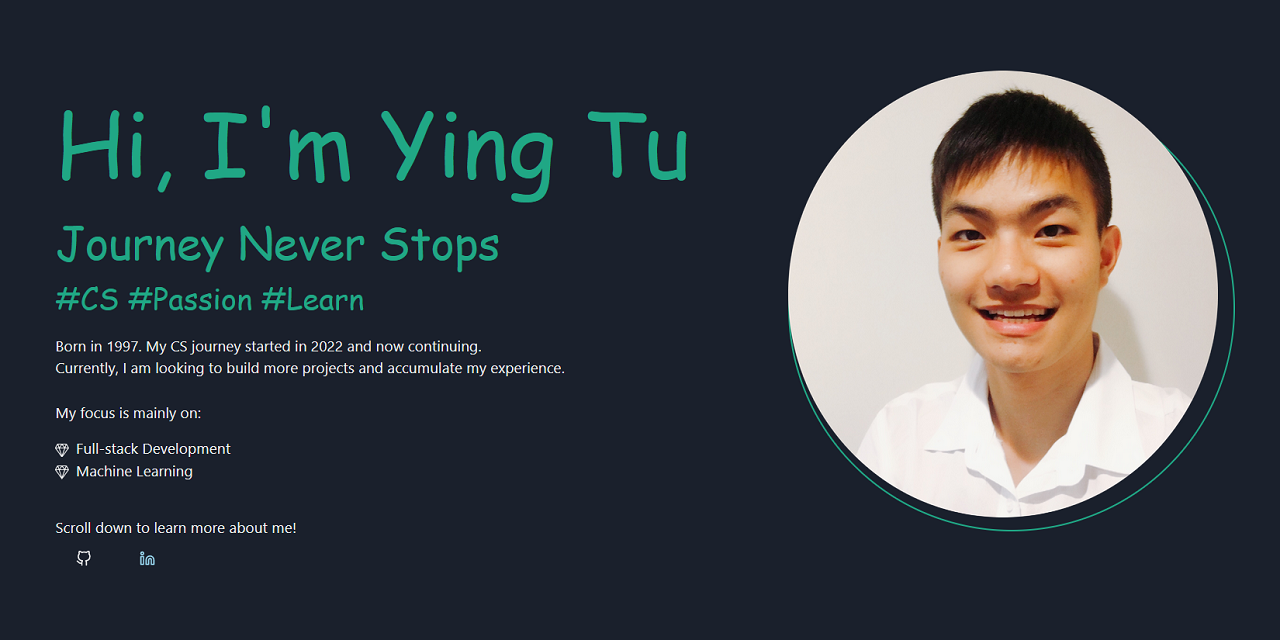 Hi, I'm Ying Tu
Journey Never Stops
#CS #Passion #Learn
Born in 1997. My CS journey started in 2022 and now continuing.
Currently, I am looking to build more projects and accumulate my experience.
My focus is mainly on:
Full-stack Development
Machine Learning
Scroll down to learn more about me!
in